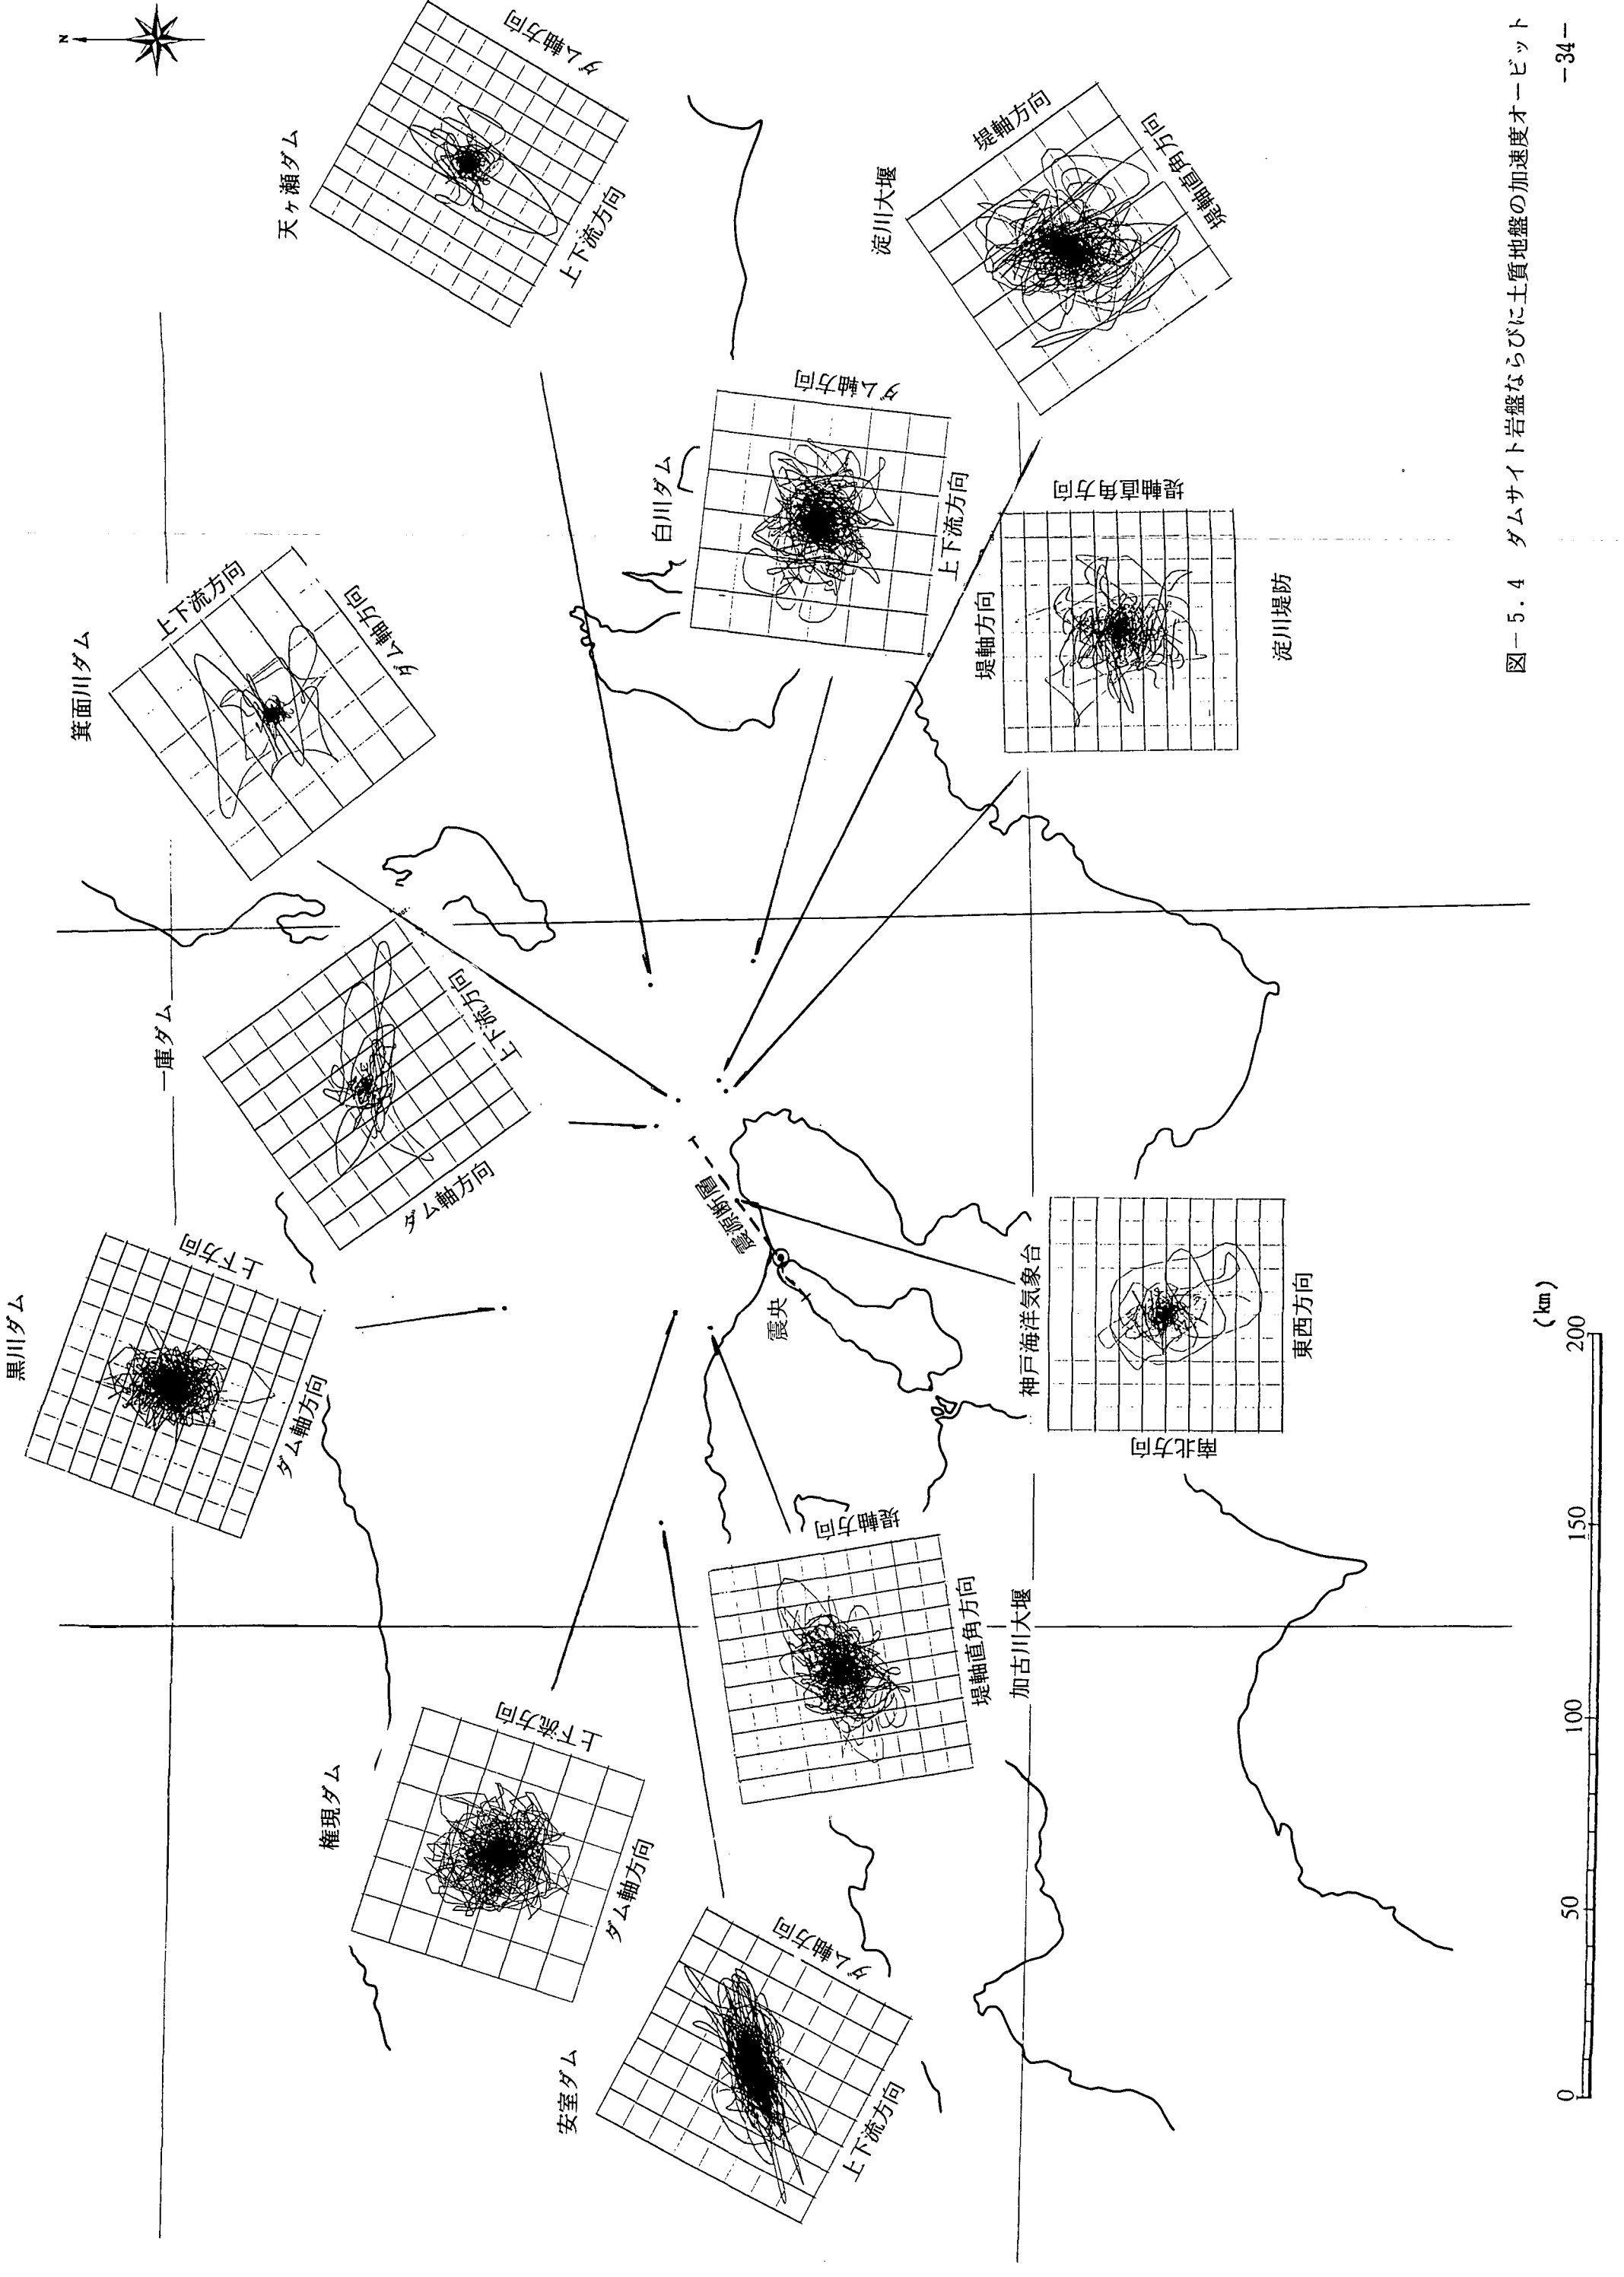 N
天ヶ瀬ダム
ダム軸方向
上下流方向
淀川大堰
堤軸方向
堤軸直角方向
白川ダム
ダム軸方向
上下流方向
堤軸方向
堤軸直角方向
淀川堤防
箕面川ダム
上下流方向
ダム軸方向
一庫ダム
上下流方向
ダム軸方向
黒川ダム
上下方向
ダム軸方向
震源断層
震央
神戸海洋気象台
南北方向
東西方向
権現ダム
上下流方向
ダム軸方向
堤軸方向
堤軸直角方向
加古川大堰
安室ダム
ダム軸方向
上下流方向
0 50 100 150 200 (km)
図-5.4 ダムサイト岩盤ならびに土質地盤の加速度オービット
-34-